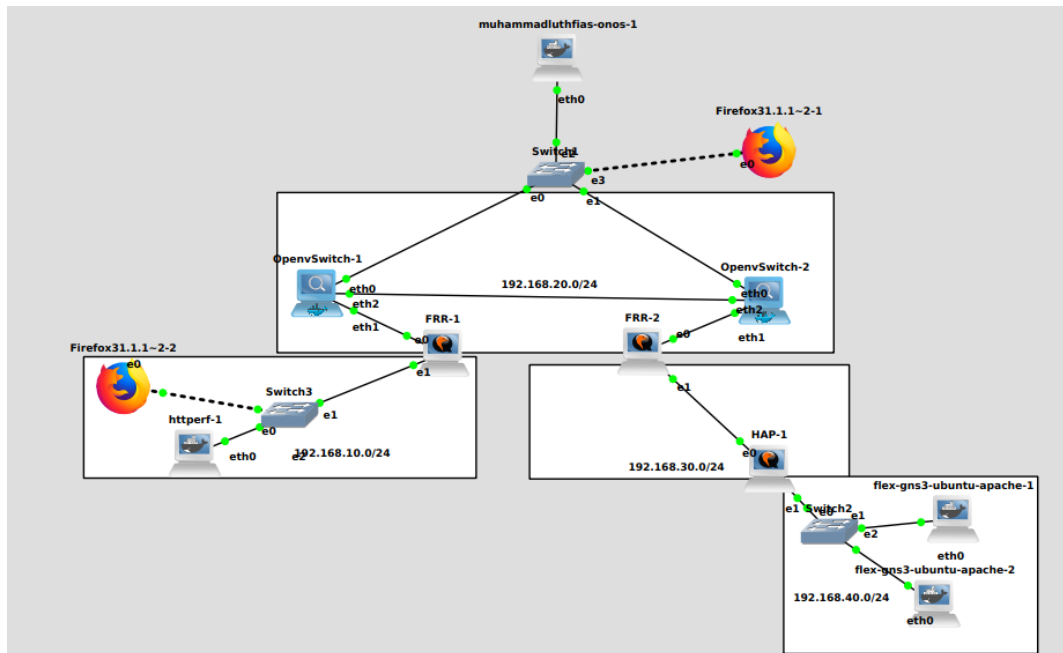 muhammadluthfias-onos-1
eth0
Firefox31.1.1~2-1
e2
Switch1
e0
e3
e0
e1
OpenvSwitch-1
OpenvSwitch-2
192.168.20.0/24
eth0
eth0
eth2
eth2
eth1
FRR-1
FRR-2
e0
e0
eth1
Firefox31.1.1~2-2
e0
e1
e1
Switch3
e1
httperf-1
e0
HAP-1
eth0
e2
192.168.10.0/24
e0
192.168.30.0/24
flex-gns3-ubuntu-apache-1
e1
e0
Switch2
e1
e2
eth0
flex-gns3-ubuntu-apache-2
192.168.40.0/24
eth0